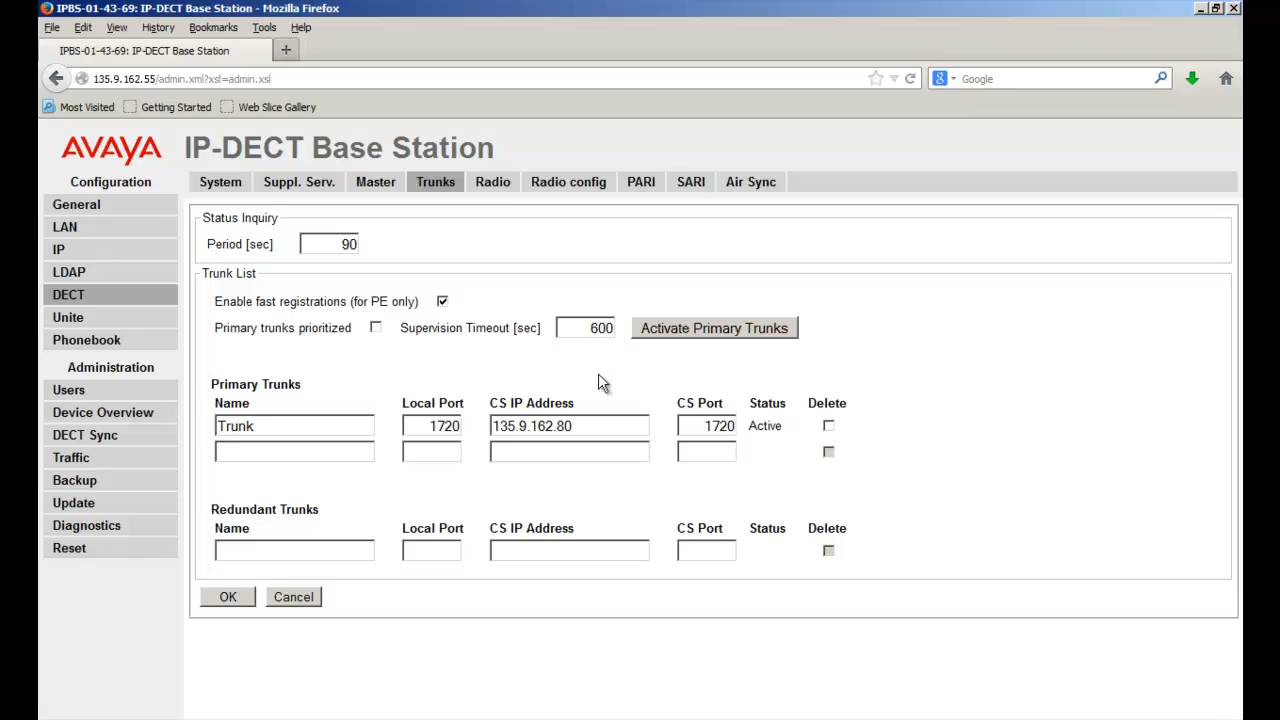 IPBS-01-43-69: IP-DECT Base Station - Mozilla Firefox
File Edit View History Bookmarks Tools Help
IPBS-01-43-69: IP-DECT Base Station +
135.9.162.55/admin.xml?xsl=admin.xsl Google
Most Visited Getting Started Web Slice Gallery
AVAYA IP-DECT Base Station
Configuration System Suppl. Serv. Master Trunks Radio Radio config PARI SARI Air Sync
General
LAN
IP
LDAP
DECT
Unite
Phonebook
Administration
Users
Device Overview
DECT Sync
Traffic
Backup
Update
Diagnostics
Reset
Status Inquiry
Period [sec] 90
Trunk List
Enable fast registrations (for PE only)
Primary trunks prioritized Supervision Timeout [sec] 600 Activate Primary Trunks
Primary Trunks
Name Local Port CS IP Address CS Port Status Delete
Trunk 1720 135.9.162.80 1720 Active
Redundant Trunks
Name Local Port CS IP Address CS Port Status Delete
OK Cancel